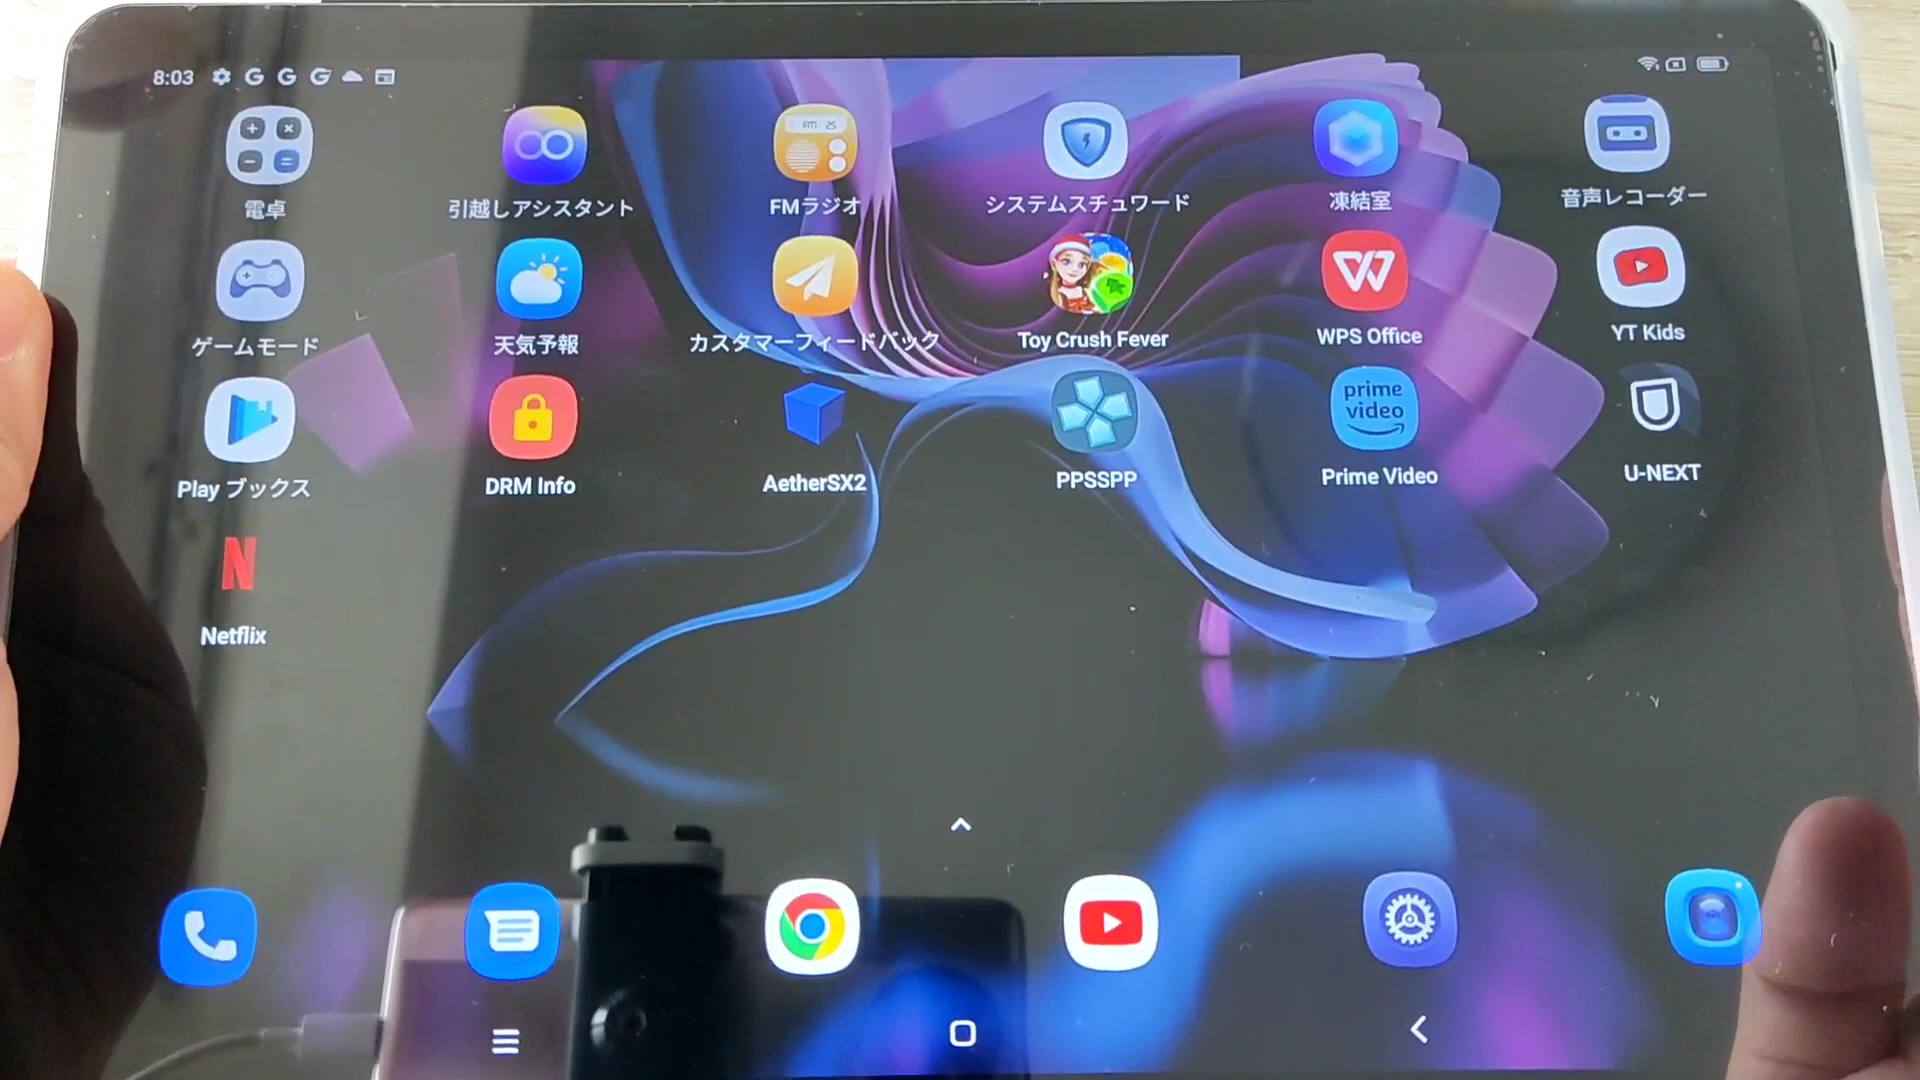 8:03
FM 25
電卓
引越しアシスタント
FMラジオ
システムスチュワード
凍結室
音声レコーダー
ゲームモード
天気予報
カスタマーフィードバック
Toy Crush Fever
WPS Office
YT Kids
prime
video
Play ブックス
DRM Info
AetherSX2
PPSSPP
Prime Video
U-NEXT
N
Netflix